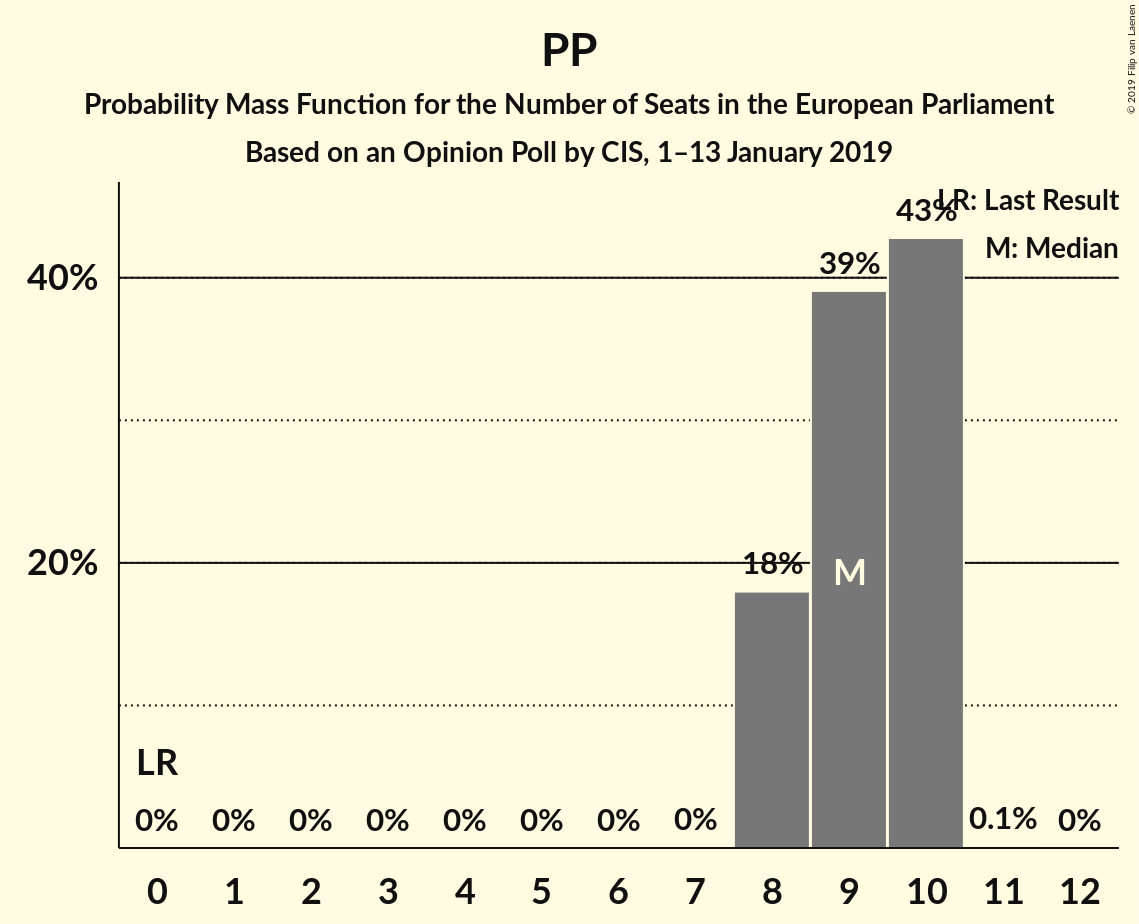 PP
Probability Mass Function for the Number of Seats in the European Parliament
Based on an Opinion Poll by CIS, 1–13 January 2019
© 2019 Filip van Laenen
LR: Last Result
M: Median
43%
39%
40%
18%
20%
M
LR
0% 0% 0% 0% 0% 0% 0% 0% 0.1% 0%
0 1 2 3 4 5 6 7 8 9 10 11 12